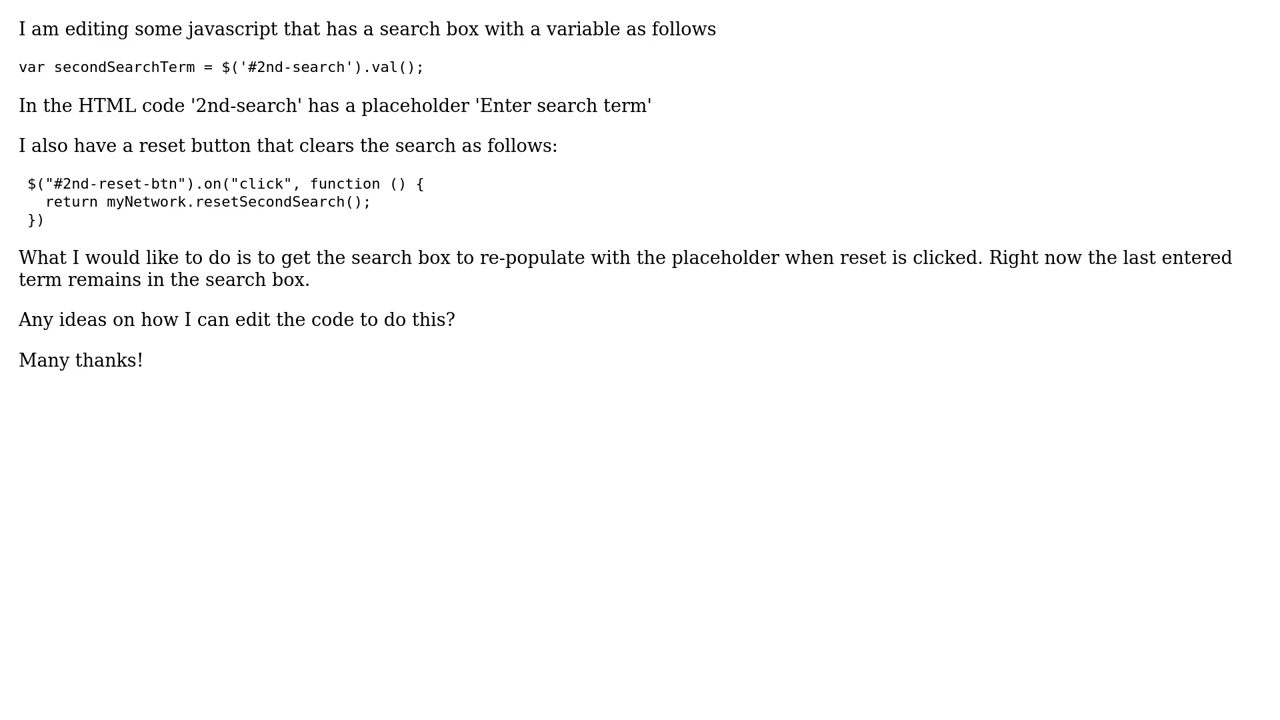 I am editing some javascript that has a search box with a variable as follows
var secondSearchTerm = $('#2nd-search').val();
In the HTML code '2nd-search' has a placeholder 'Enter search term'
I also have a reset button that clears the search as follows:
$("#2nd-reset-btn").on("click", function () {
return myNetwork.resetSecondSearch();
})
What I would like to do is to get the search box to re-populate with the placeholder when reset is clicked. Right now the last entered
term remains in the search box.
Any ideas on how I can edit the code to do this?
Many thanks!